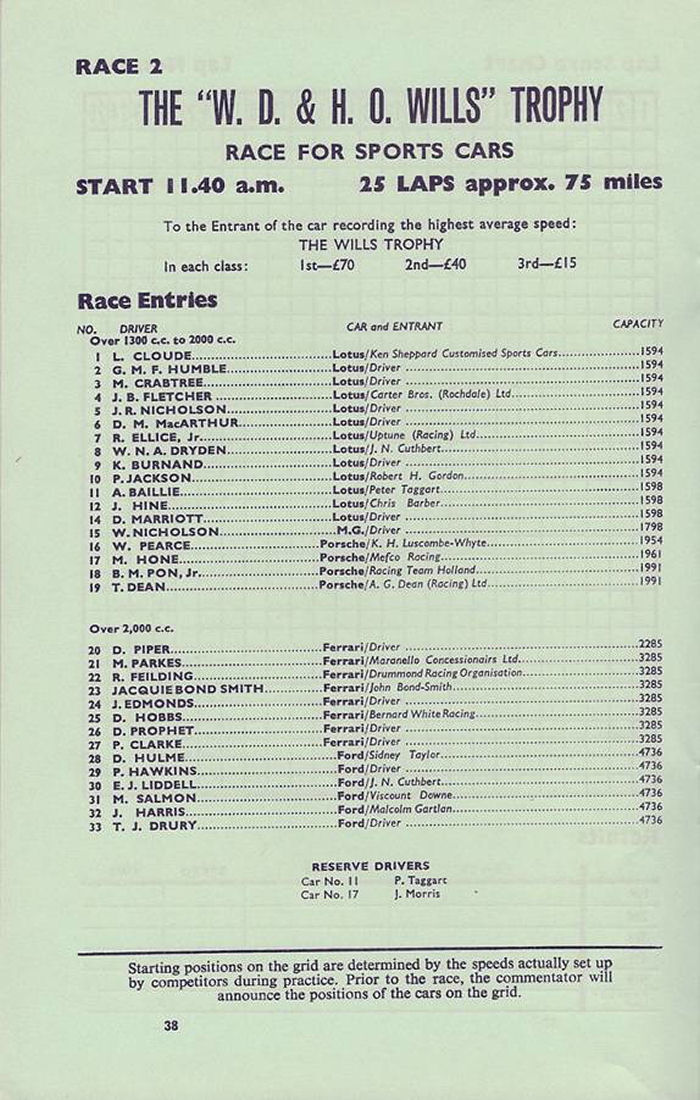 RACE 2
THE "W. D. & H. O. WILLS" TROPHY
RACE FOR SPORTS CARS
START 11.40 a.m. 25 LAPS approx. 75 miles
To the Entrant of the car recording the highest average speed:
THE WILLS TROPHY
In each class: 1st—£70 2nd—£40 3rd—£15
Race Entries
NO. DRIVER CAR and ENTRANT CAPACITY
Over 1300 c.c. to 2000 c.c.
1 L. CLOUDE Lotus/Ken Sheppard Customised Sports Cars 1594
2 G. M. F. HUMBLE Lotus/Driver 1594
3 M. CRABTREE Lotus/Driver 1594
4 J. B. FLETCHER Lotus/Carter Bros. (Rochdale) Ltd 1594
5 J. R. NICHOLSON Lotus/Driver 1594
6 D. M. MacARTHUR Lotus/Driver 1594
7 R. ELLICE, Jr. Lotus/Uptune (Racing) Ltd 1594
8 W. N. A. DRYDEN Lotus/J. N. Cuthbert 1594
9 K. BURNAND Lotus/Driver 1594
10 P. JACKSON Lotus/Robert H. Gordon 1594
11 A. BAILLIE Lotus/Peter Taggart 1598
12 J. HINE Lotus/Chris Barber 1598
14 D. MARRIOTT Lotus/Driver 1598
15 W. NICHOLSON M.G./Driver 1798
16 W. PEARCE Porsche/K. H. Luscombe-Whyte 1954
17 M. HONE Porsche/Mefco Racing 1961
18 B. M. PON, Jr. Porsche/Racing Team Holland 1991
19 T. DEAN Porsche/A. G. Dean (Racing) Ltd 1991
Over 2,000 c.c.
20 D. PIPER Ferrari/Driver 2285
21 M. PARKES Ferrari/Maranello Concessionairs Ltd. 3285
22 R. FEILDING Ferrari/Drummond Racing Organisation 3285
23 JACQUIE BOND SMITH Ferrari/John Bond-Smith 3285
24 J. EDMONDS Ferrari/Driver 3285
25 D. HOBBS Ferrari/Bernard White Racing 3285
26 D. PROPHET Ferrari/Driver 3285
27 P. CLARKE Ferrari/Driver 3285
28 D. HULME Ford/Sidney Taylor 4736
29 P. HAWKINS Ford/Driver 4736
30 E. J. LIDDELL Ford/J. N. Cuthbert 4736
31 M. SALMON Ford/Viscount Downe 4736
32 J. HARRIS Ford/Malcolm Gartlan 4736
33 T. J. DRURY Ford/Driver 4736
RESERVE DRIVERS
Car No. 11 P. Taggart
Car No. 17 J. Morris
Starting positions on the grid are determined by the speeds actually set up
by competitors during practice. Prior to the race, the commentator will
announce the positions of the cars on the grid.
38